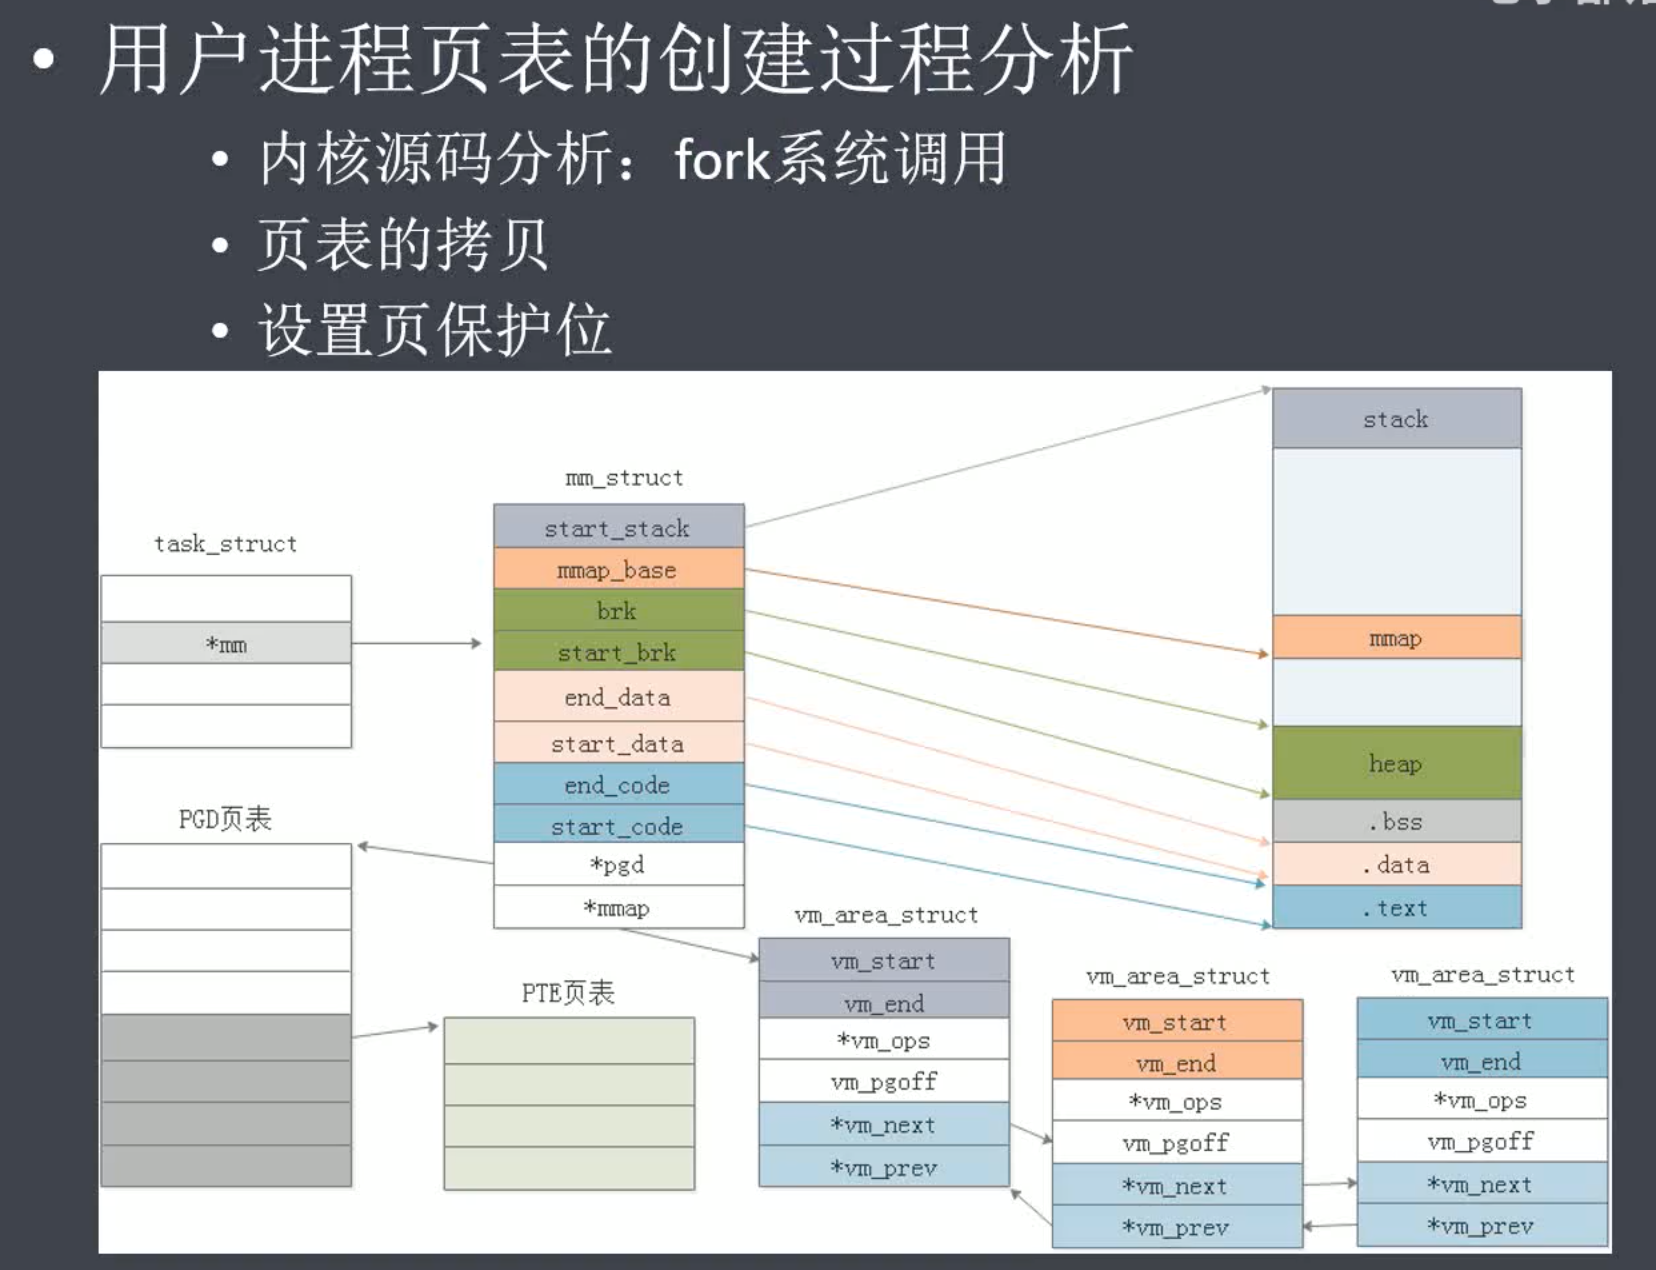 • 用户进程页表的创建过程分析
• 内核源码分析：fork系统调用
• 页表的拷贝
• 设置页保护位
task_struct
*mm
PGD页表
mm_struct
start_stack
mmap_base
brk
start_brk
end_data
start_data
end_code
start_code
*pgd
*mmap
PTE页表
stack
mmap
heap
.bss
.data
.text
vm_area_struct
vm_start
vm_end
*vm_ops
vm_pgoff
*vm_next
*vm_prev
vm_area_struct
vm_start
vm_end
*vm_ops
vm_pgoff
*vm_next
*vm_prev
vm_area_struct
vm_start
vm_end
*vm_ops
vm_pgoff
*vm_next
*vm_prev